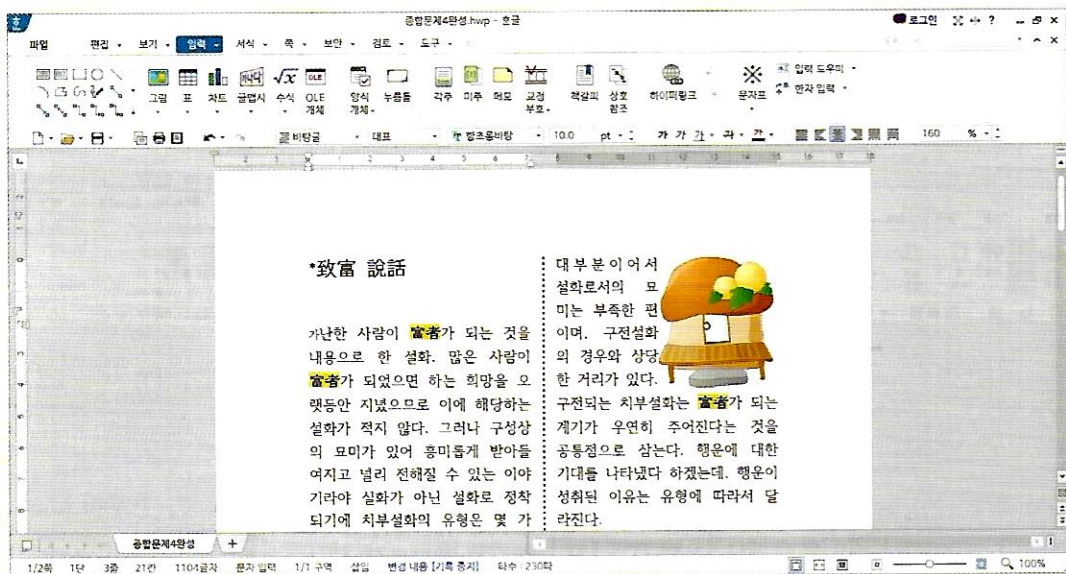 종합문제4완성.hwp - 흔글
로그인 ?
파일 편집 보기 입력 서식 쪽 보안 검토 도구
그림 표 차트 글맵시 수식 OLE 개체 양식 개체 누름틀 각주 미주 메모 교정 부호 책갈피 상호 참조 하이퍼링크 문자표 입력 도우미 한자 입력
바탕글 대표 함초롬바탕 10.0 pt 가 가 가 가 가 160 %
*致富 說話
가난한 사람이 富者가 되는 것을
내용으로 한 설화. 많은 사람이
富者가 되었으면 하는 희망을 오
랫동안 지녔으므로 이에 해당하는
설화가 적지 않다. 그러나 구성상
의 묘미가 있어 흥미롭게 받아들
여지고 널리 전해질 수 있는 이야
기라야 실화가 아닌 설화로 정착
되기에 치부설화의 유형은 몇 가
대부분이어서
설화로서의 묘
미는 부족한 편
이며, 구전설화
의 경우와 상당
한 거리가 있다.
구전되는 치부설화는 富者가 되는
계기가 우연히 주어진다는 것을
공통점으로 삼는다. 행운에 대한
기대를 나타냈다 하겠는데, 행운이
성취된 이유는 유형에 따라서 달
라진다.
종합문제4완성
1/2쪽 1단 3줄 21칸 1104글자 문자 입력 1/1 구역 삽입 변경 내용 [기록 중지] 타수 : 230타 100%